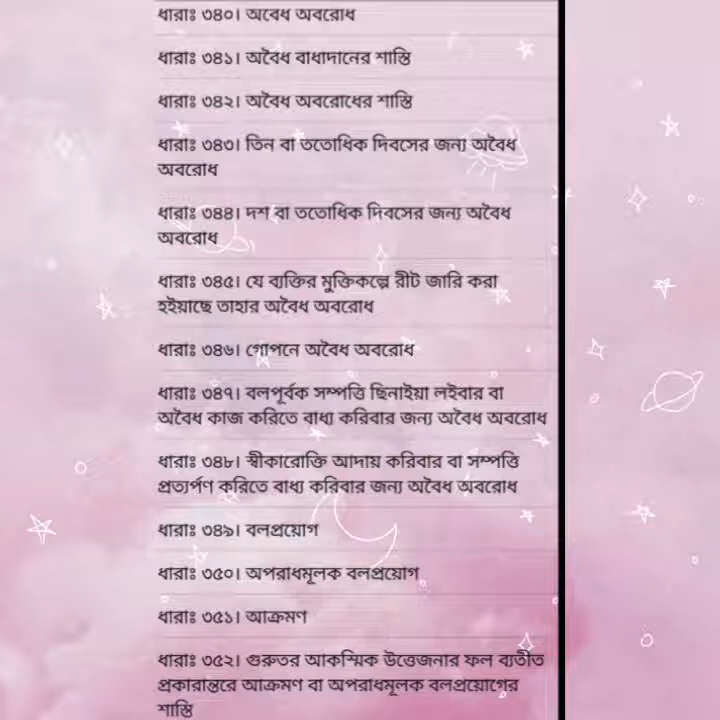 ধারাঃ ৩৪০। অবৈধ অবরোধ
ধারাঃ ৩৪১। অবৈধ বাধাদানের শাস্তি
ধারাঃ ৩৪২। অবৈধ অবরোধের শাস্তি
ধারাঃ ৩৪৩। তিন বা ততোধিক দিবসের জন্য অবৈধ
অবরোধ
ধারাঃ ৩৪৪। দশ বা ততোধিক দিবসের জন্য অবৈধ
অবরোধ
ধারাঃ ৩৪৫। যে ব্যক্তির মুক্তিকল্পে রীট জারি করা
হইয়াছে তাহার অবৈধ অবরোধ
ধারাঃ ৩৪৬। গোপনে অবৈধ অবরোধ
ধারাঃ ৩৪৭। বলপূর্বক সম্পত্তি ছিনাইয়া লইবার বা
অবৈধ কাজ করিতে বাধ্য করিবার জন্য অবৈধ অবরোধ
ধারাঃ ৩৪৮। স্বীকারোক্তি আদায় করিবার বা সম্পত্তি
প্রত্যর্পণ করিতে বাধ্য করিবার জন্য অবৈধ অবরোধ
ধারাঃ ৩৪৯। বলপ্রয়োগ
ধারাঃ ৩৫০। অপরাধমূলক বলপ্রয়োগ
ধারাঃ ৩৫১। আক্রমণ
ধারাঃ ৩৫২। গুরুতর আকস্মিক উত্তেজনার ফল ব্যতীত
প্রকারান্তরে আক্রমণ বা অপরাধমূলক বলপ্রয়োগের
শাস্তি